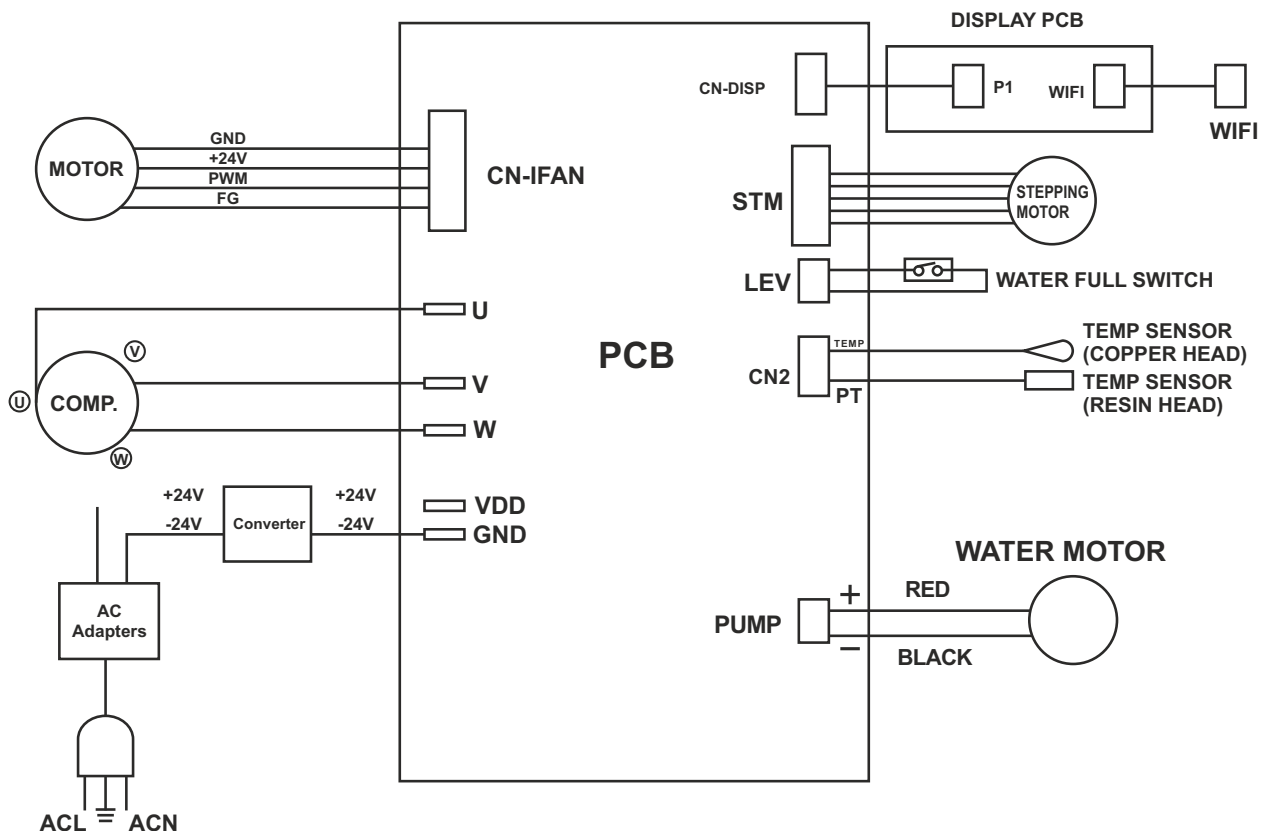 DISPLAY PCB
CN-DISP
P1
WIFI
WIFI
MOTOR
GND
+24V
PWM
FG
CN-IFAN
STM
STEPPING
MOTOR
LEV
WATER FULL SWITCH
U
V
W
COMP.
U
V
W
PCB
CN2
TEMP
PT
TEMP SENSOR
(COPPER HEAD)
TEMP SENSOR
(RESIN HEAD)
+24V
-24V
Converter
+24V
-24V
VDD
GND
AC
Adapters
ACL
ACN
WATER MOTOR
PUMP
+
−
RED
BLACK